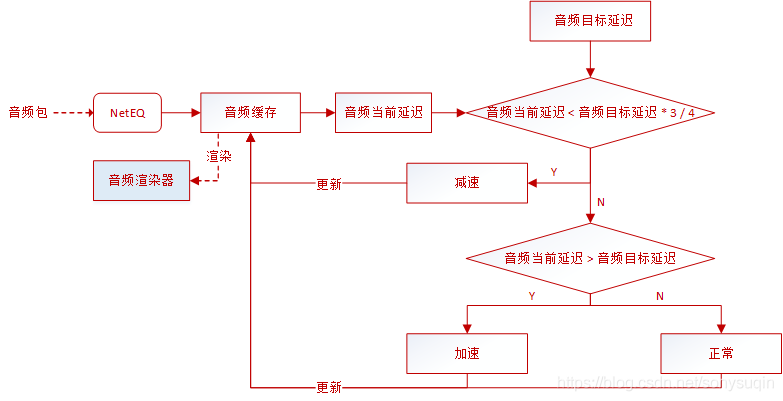 音频目标延迟
音频包
NetEQ
音频缓存
音频当前延迟
音频当前延迟 < 音频目标延迟 * 3 / 4
渲染
音频渲染器
更新
减速
Y
N
音频当前延迟 > 音频目标延迟
Y
N
加速
正常
更新
https://blog.csdn.net/sonysuqin